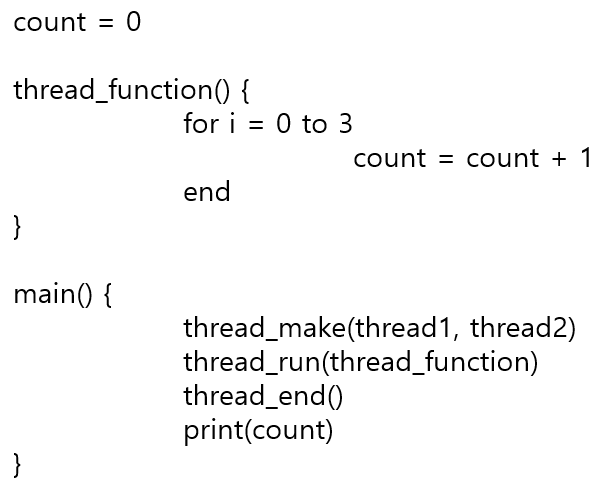 count = 0
thread_function() {
for i = 0 to 3
count = count + 1
end
}
main() {
thread_make(thread1, thread2)
thread_run(thread_function)
thread_end()
print(count)
}